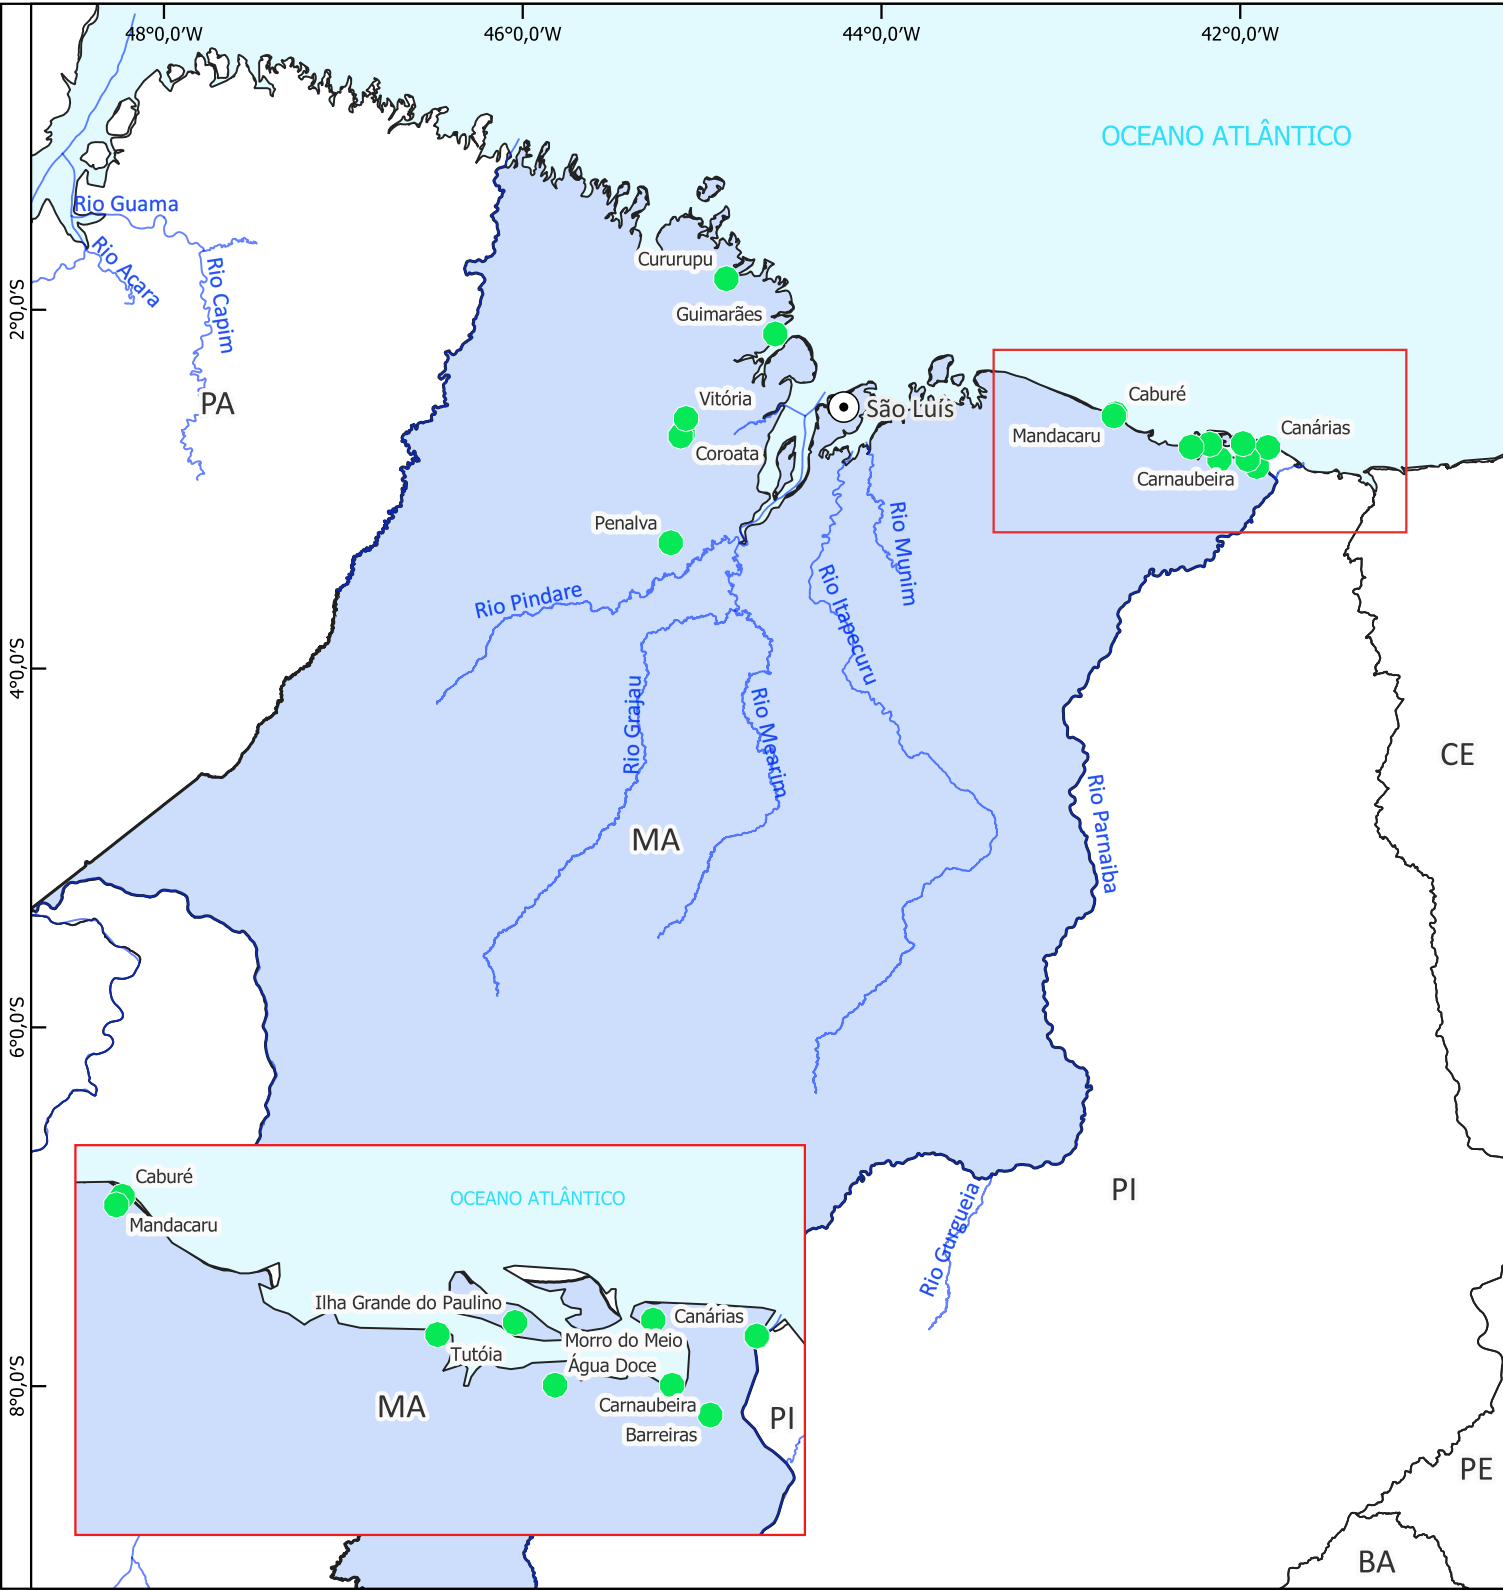 48°0,0′W
46°0,0′W
44°0,0′W
42°0,0′W
OCEANO ATLÂNTICO
Rio Guama
Rio Acara
Rio Capim
Cururupu
2°0,0′S
Guimarães
PA
Vitória
São Luís
Caburé
Mandacaru
Canárias
Coroata
Carnaubeira
Penalva
Rio Munim
Rio Pindare
Rio Itapecuru
4°0,0′S
Rio Grajau
Rio Mearim
CE
Rio Parnaiba
MA
6°0,0′S
PI
Rio Gurgueia
Caburé
OCEANO ATLÂNTICO
Mandacaru
Ilha Grande do Paulino
Canárias
Morro do Meio
Tutóia
Água Doce
8°0,0′S
MA
Carnaubeira
PI
Barreiras
PE
BA